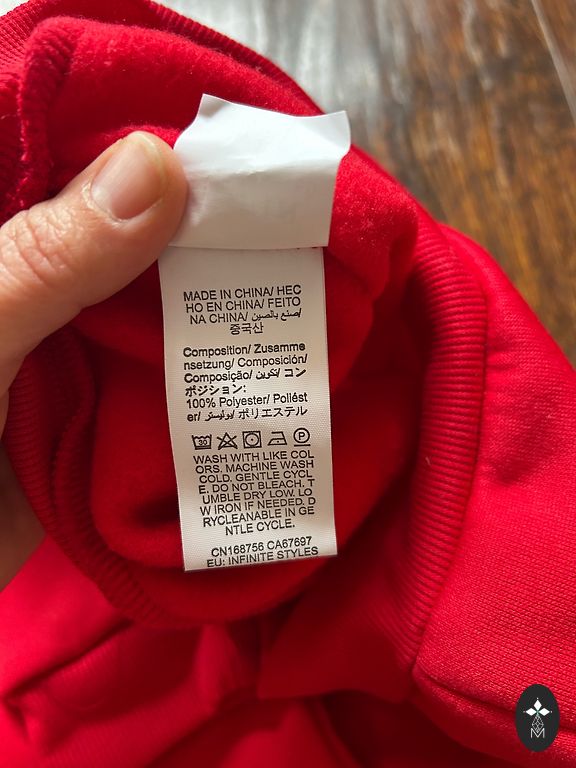 MADE IN CHINA/ HEC
HO EN CHINA/ FEITO
NA CHINA/ صنع بالصين/
중국산
Composition/ Zusamme
nsetzung/ Composición/
Composição/ تكوين/ コン
ポジション:
100% Polyester/ Poliést
er/ بوليستر/ ポリエステル
30 P
WASH WITH LIKE COL
ORS. MACHINE WASH
COLD. GENTLE CYCL
E. DO NOT BLEACH. T
UMBLE DRY LOW. LO
W IRON IF NEEDED. D
RYCLEANABLE IN GE
NTLE CYCLE.
CN168756 CA67697
EU: INFINITE STYLES
M